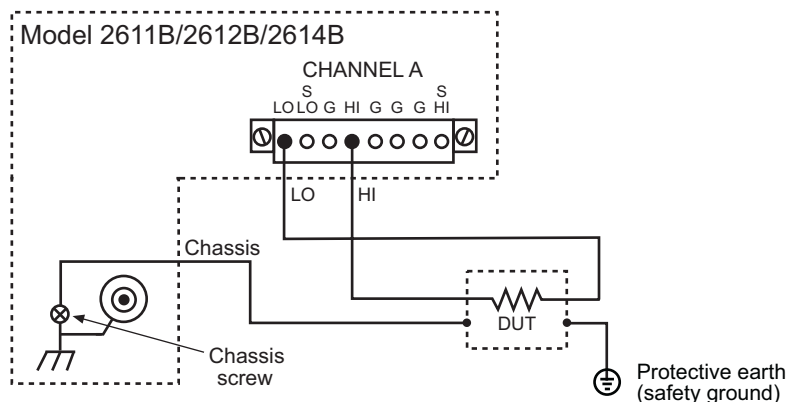 Model 2611B/2612B/2614B
CHANNEL A
S S
LO LO G HI G G G HI
LO HI
Chassis
DUT
Chassis
screw
Protective earth
(safety ground)